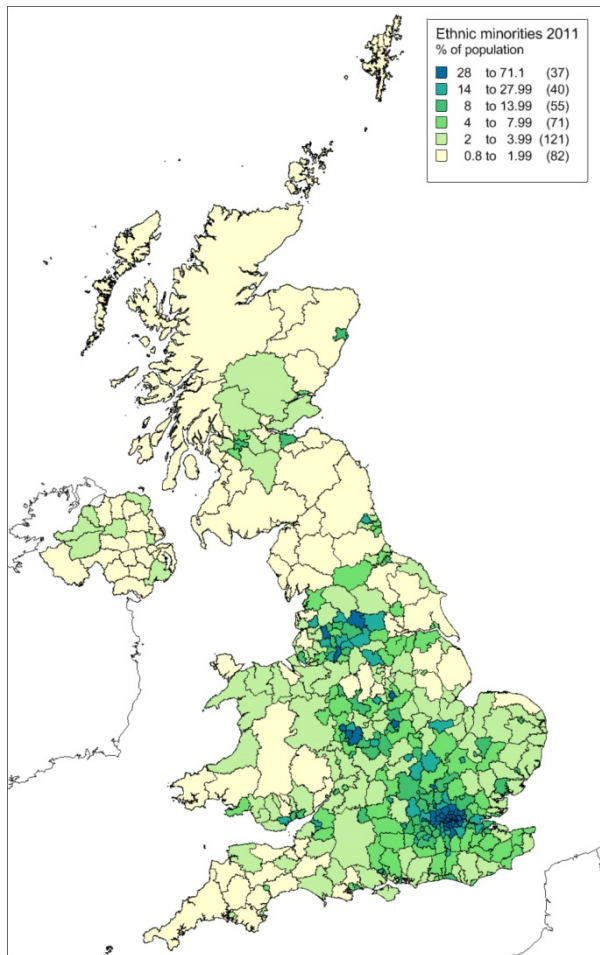 Ethnic minorities 2011
% of population
28 to 71.1 (37)
14 to 27.99 (40)
8 to 13.99 (55)
4 to 7.99 (71)
2 to 3.99 (121)
0.8 to 1.99 (82)